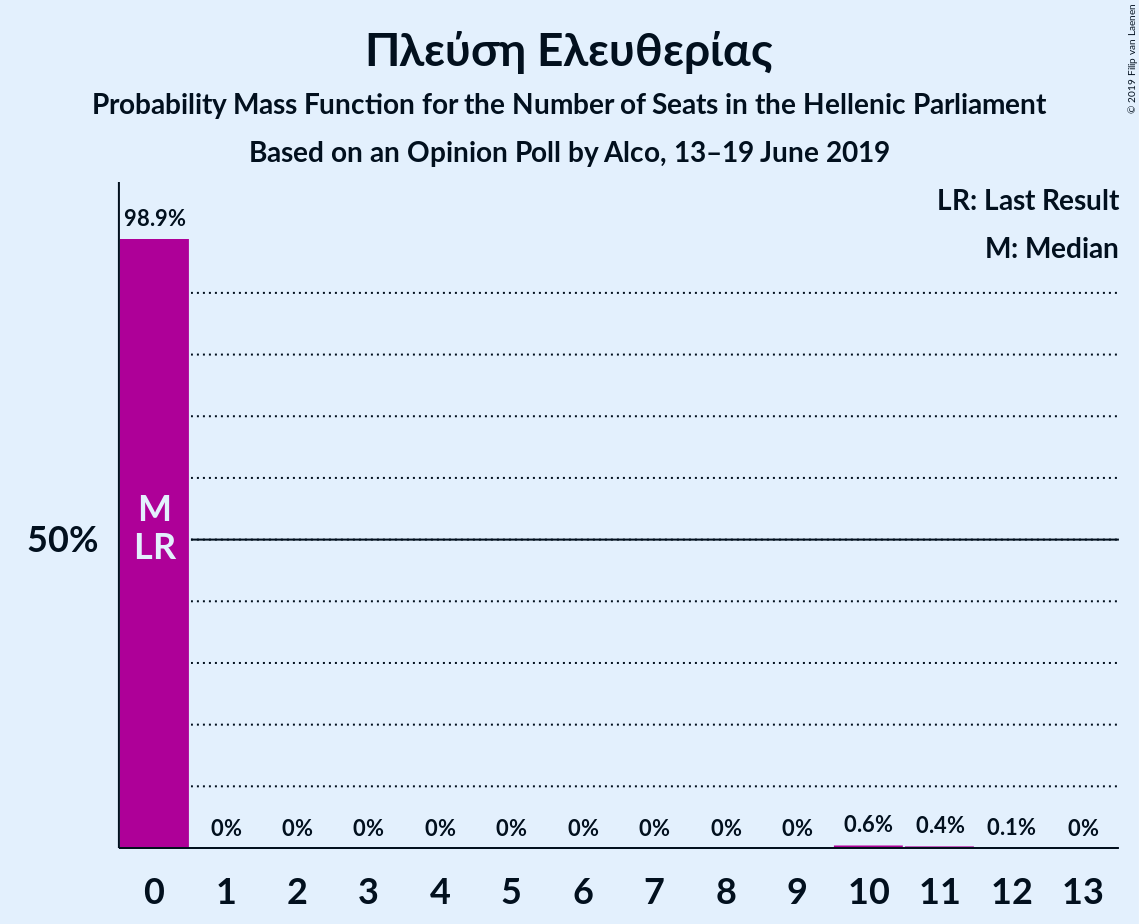 Πλεύση Ελευθερίας
Probability Mass Function for the Number of Seats in the Hellenic Parliament
Based on an Opinion Poll by Alco, 13–19 June 2019
© 2019 Filip van Laenen
LR: Last Result
M: Median
98.9%
M
LR
50%
0% 0% 0% 0% 0% 0% 0% 0% 0% 0.6% 0.4% 0.1% 0%
0 1 2 3 4 5 6 7 8 9 10 11 12 13